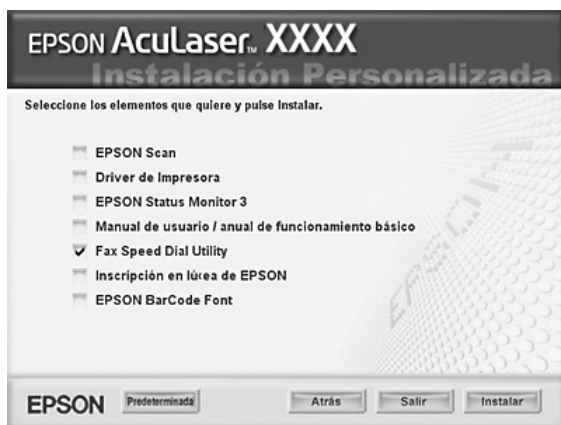 EPSON AcuLaser™ XXXX
Instalación Personalizada
Seleccione los elementos que quiere y pulse Instalar.
EPSON Scan
Driver de Impresora
EPSON Status Monitor 3
Manual de usuario / anual de funcionamiento básico
Fax Speed Dial Utility
Inscripción en de EPSON
EPSON BarCode Font
EPSON
Predeterminada
Atrás
Salir
Instalar
EPSON